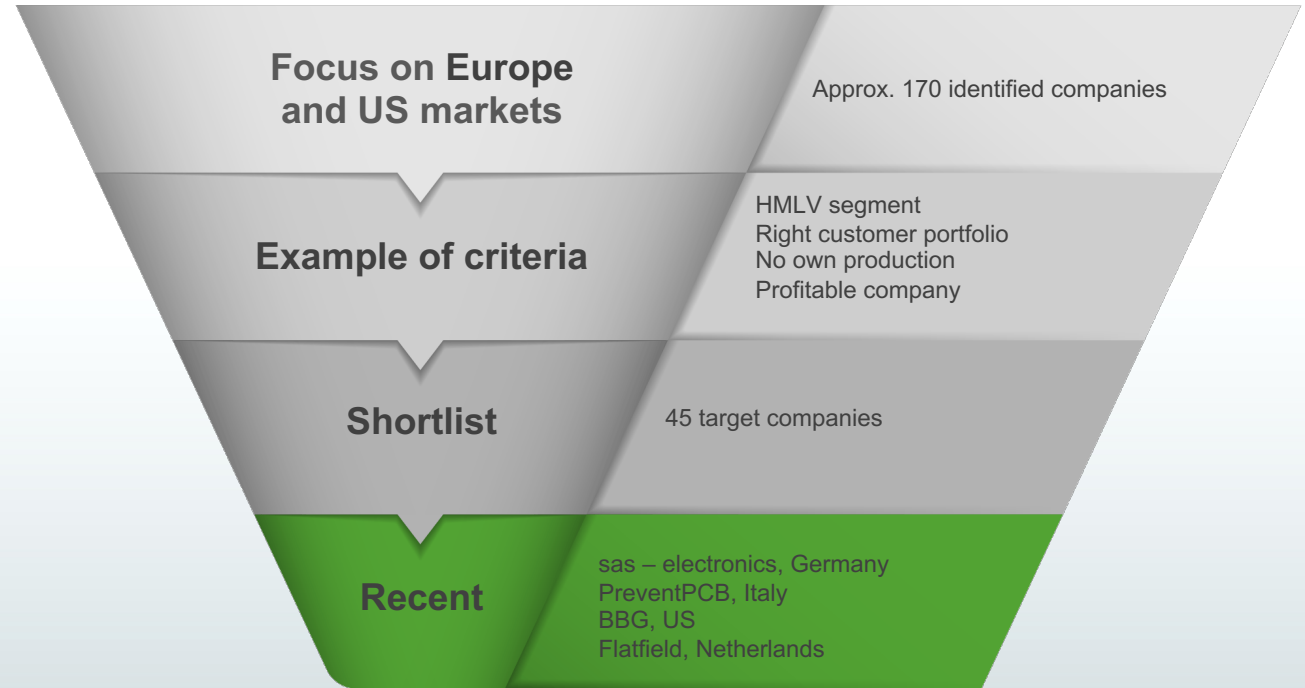 Focus on Europe
and US markets
Approx. 170 identified companies
Example of criteria
HMLV segment
Right customer portfolio
No own production
Profitable company
Shortlist
45 target companies
Recent
sas – electronics, Germany
PreventPCB, Italy
BBG, US
Flatfield, Netherlands